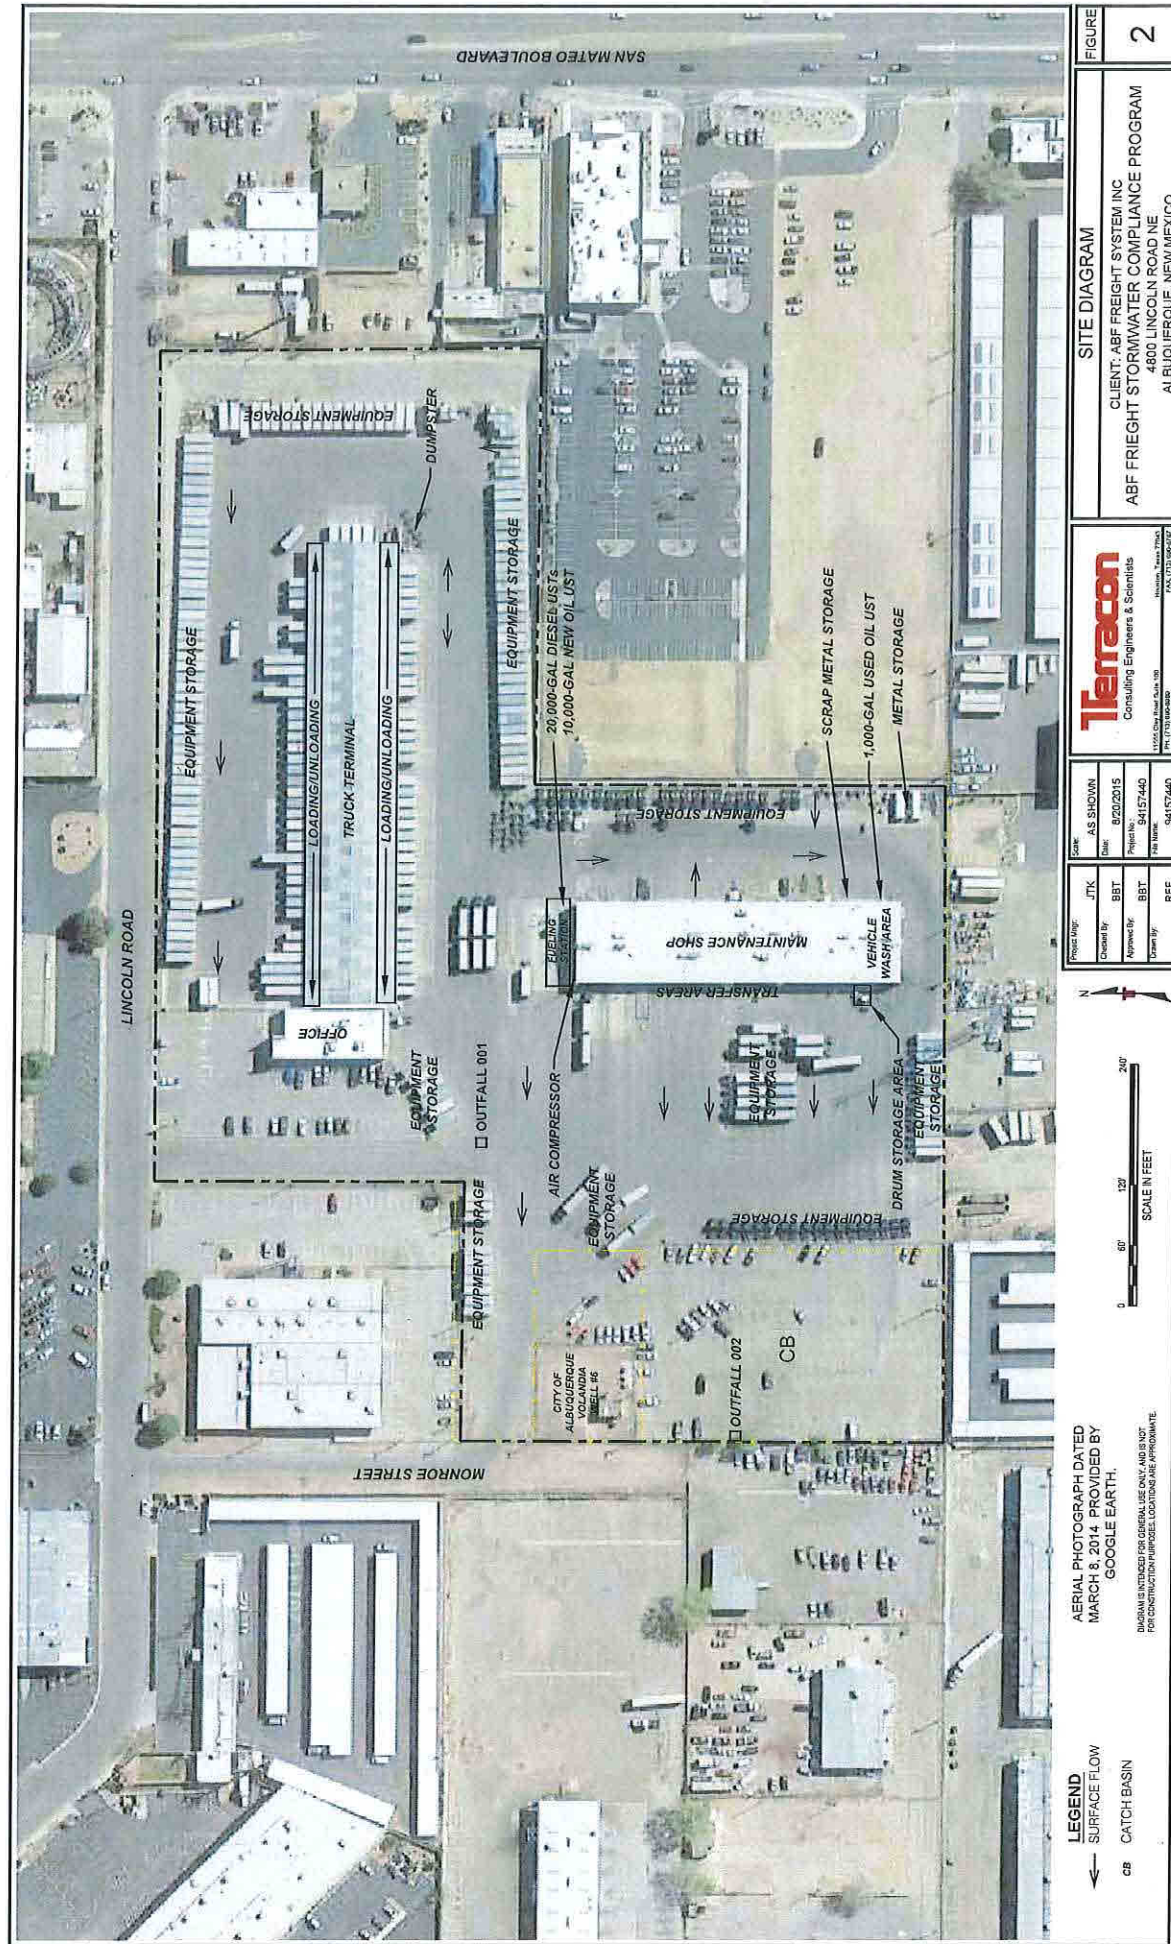 SAN MATEO BOULEVARD
LINCOLN ROAD
MONROE STREET
EQUIPMENT STORAGE
EQUIPMENT STORAGE
DUMPSTER
LOADING/UNLOADING
TRUCK TERMINAL
LOADING/UNLOADING
OFFICE
EQUIPMENT STORAGE
EQUIPMENT
STORAGE
OUTFALL 001
20,000-GAL DIESEL USTs
10,000-GAL NEW OIL UST
FUELING
STATION
AIR COMPRESSOR
EQUIPMENT STORAGE
MAINTENANCE SHOP
TRANSFER AREAS
SCRAP METAL STORAGE
1,000-GAL USED OIL UST
METAL STORAGE
VEHICLE
WASH AREA
DRUM STORAGE AREA
EQUIPMENT
STORAGE
EQUIPMENT
STORAGE
EQUIPMENT STORAGE
EQUIPMENT
STORAGE
EQUIPMENT STORAGE
CITY OF
ALBUQUERQUE
VOLANDIA
WELL #6
OUTFALL 002
CB
LEGEND
SURFACE FLOW
CB CATCH BASIN
AERIAL PHOTOGRAPH DATED
MARCH 8, 2014 PROVIDED BY
GOOGLE EARTH.
DIAGRAM IS INTENDED FOR GENERAL USE ONLY, AND IS NOT
FOR CONSTRUCTION PURPOSES. LOCATIONS ARE APPROXIMATE.
0 60' 120' 240'
SCALE IN FEET
N
Project Mngr: JTK
Checked By: BBT
Approved By: BBT
Drawn By: REF
Scale: AS SHOWN
Date: 8/20/2015
Project No.: 94157440
File Name: 94157440
Terracon
Consulting Engineers & Scientists
Houston, Texas
SITE DIAGRAM
CLIENT: ABF FREIGHT SYSTEM INC
ABF FRIEGHT STORMWATER COMPLIANCE PROGRAM
4800 LINCOLN ROAD NE
ALBUQUERQUE, NEW MEXICO
FIGURE
2